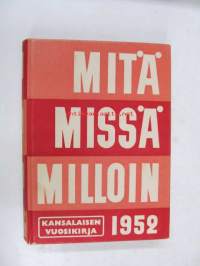 MITÄ
MISSÄ
MILLOIN
KANSALAISEN
VUOSIKIRJA
1952